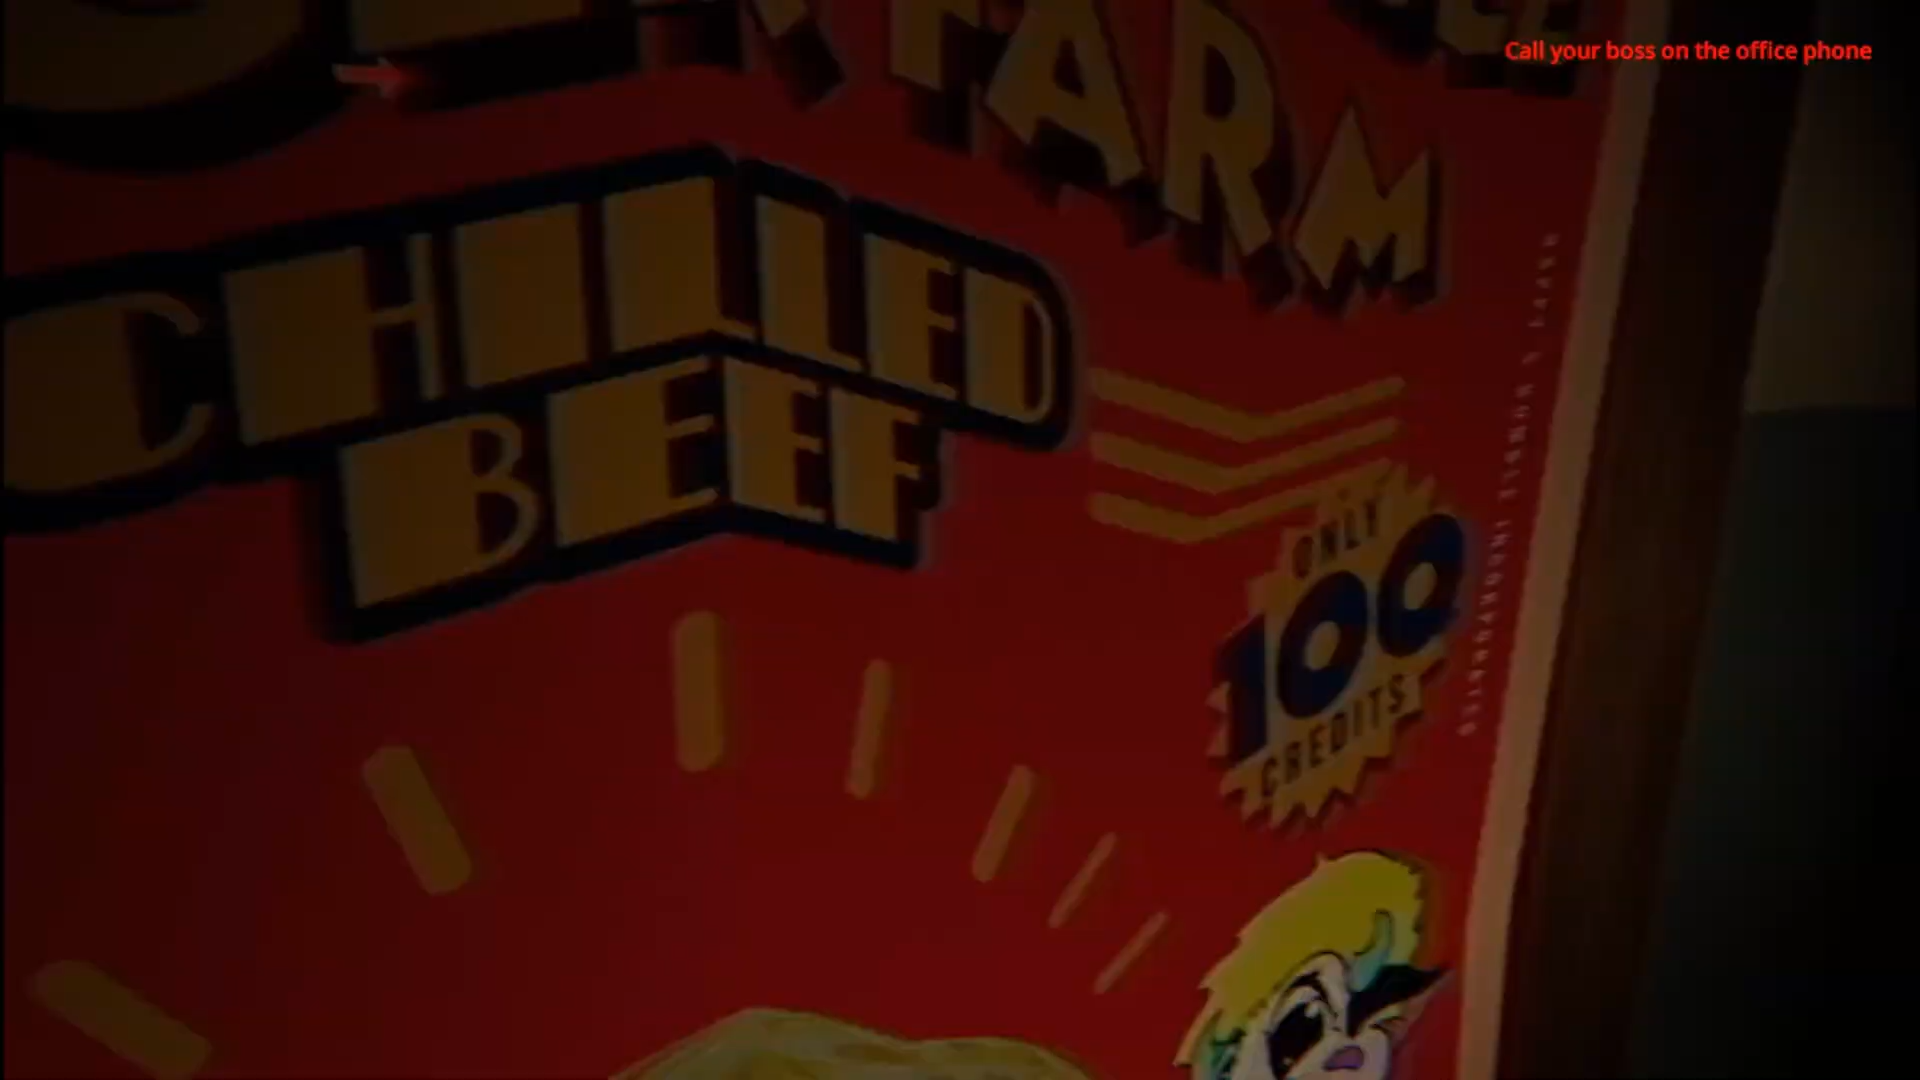 Call your boss on the office phone
FARM
CHILLED
BEEF
ONLY
100
CREDITS